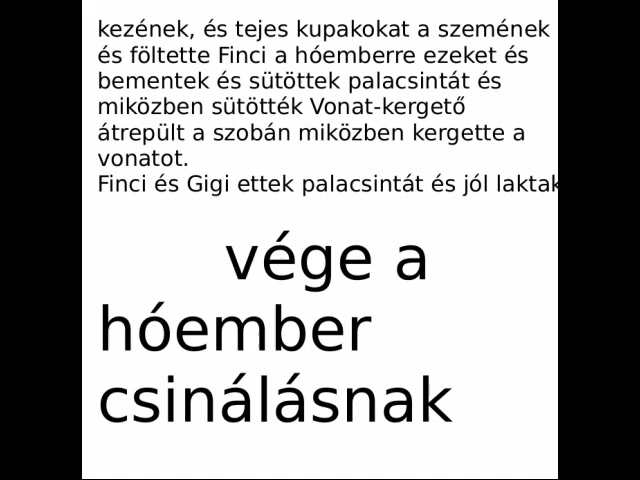 kezének, és tejes kupakokat a szemének
és föltette Finci a hóemberre ezeket és
bementek és sütöttek palacsintát és
miközben sütötték Vonat-kergető
átrepült a szobán miközben kergette a
vonatot.
Finci és Gigi ettek palacsintát és jól laktak
vége a
hóember
csinálásnak